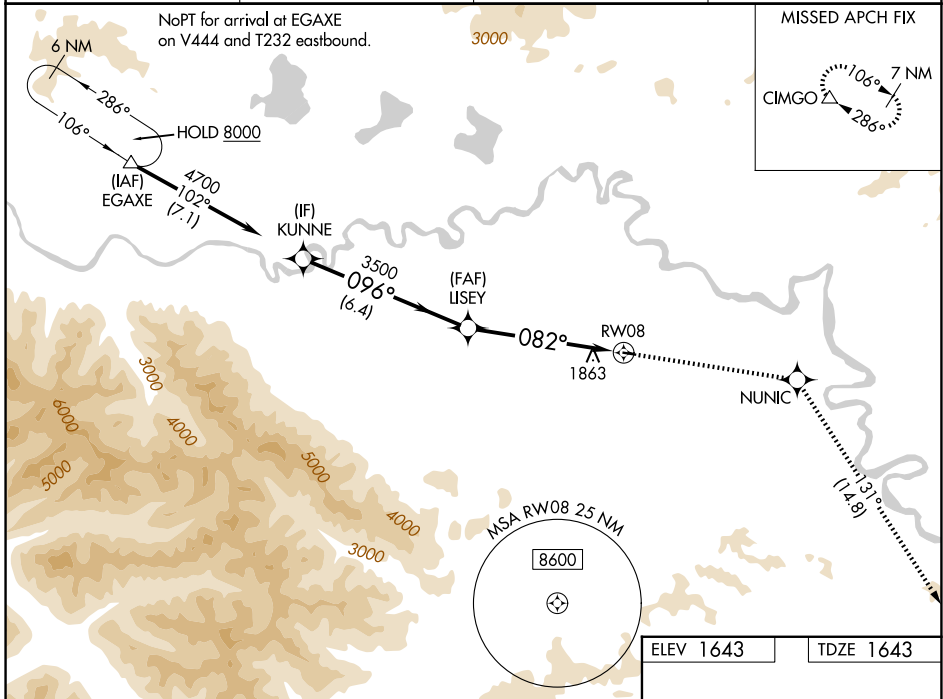 NoPT for arrival at EGAXE
on V444 and T232 eastbound.
3000
MISSED APCH FIX
CIMGO
106°
7 NM
286°
6 NM
286°
106°
HOLD 8000
(IAF)
EGAXE
4700
102°
(7.1)
(IF)
KUNNE
3500
096°
(6.4)
(FAF)
LISEY
082°
RW08
1863
NUNIC
131°
(14.8)
3000
4000
6000
5000
5000
4000
3000
MSA RW08 25 NM
8600
ELEV 1643
TDZE 1643